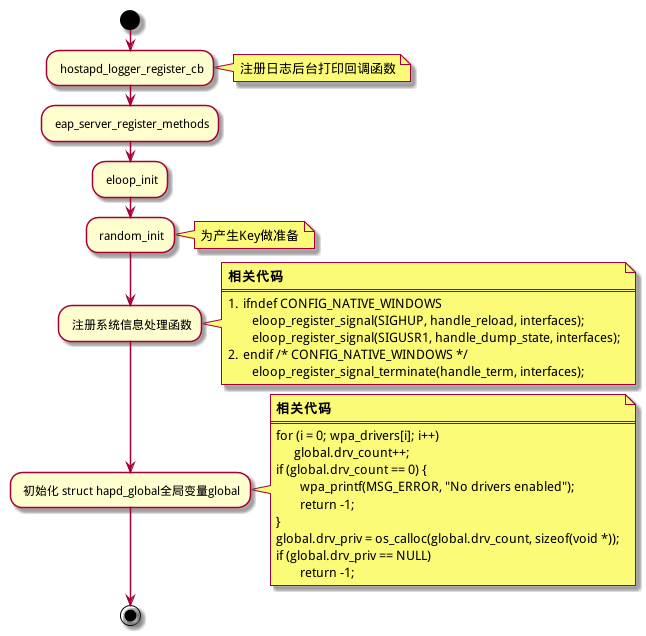 hostapd_logger_register_cb
注册日志后台打印回调函数
eap_server_register_methods
eloop_init
random_init
为产生Key做准备
注册系统信息处理函数
相关代码
1. ifndef CONFIG_NATIVE_WINDOWS
eloop_register_signal(SIGHUP, handle_reload, interfaces);
eloop_register_signal(SIGUSR1, handle_dump_state, interfaces);
2. endif /* CONFIG_NATIVE_WINDOWS */
eloop_register_signal_terminate(handle_term, interfaces);
初始化 struct hapd_global全局变量global
相关代码
for (i = 0; wpa_drivers[i]; i++)
global.drv_count++;
if (global.drv_count == 0) {
wpa_printf(MSG_ERROR, "No drivers enabled");
return -1;
}
global.drv_priv = os_calloc(global.drv_count, sizeof(void *));
if (global.drv_priv == NULL)
return -1;